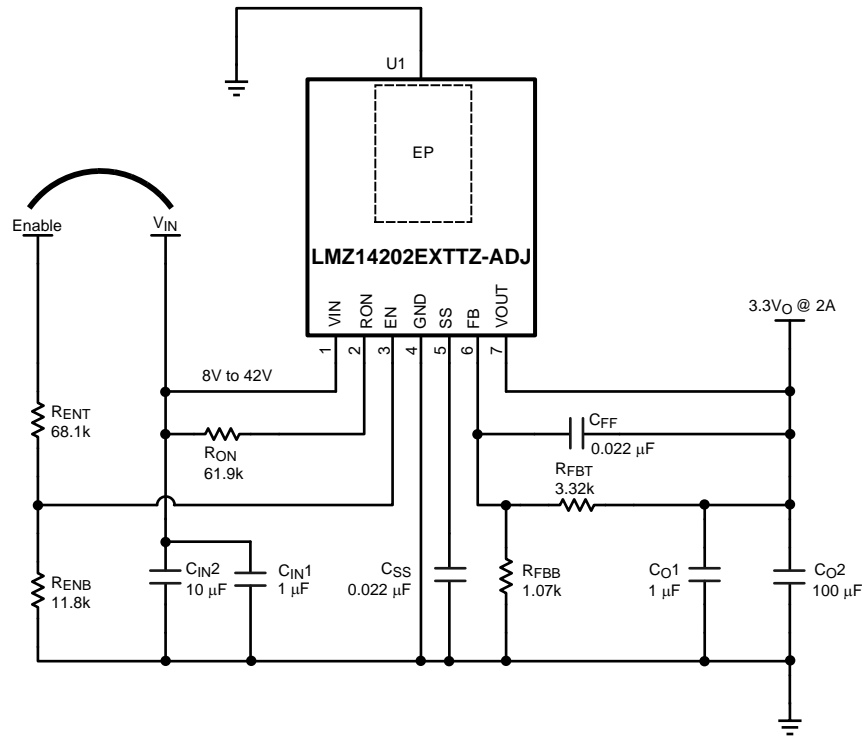 U1
EP
Enable
VIN
LMZ14202EXTTZ-ADJ
VIN
RON
EN
GND
SS
FB
VOUT
1
2
3
4
5
6
7
3.3VO @ 2A
8V to 42V
RENT
68.1k
RON
61.9k
CFF
0.022 μF
RFBT
3.32k
RENB
11.8k
CIN2
10 μF
CIN1
1 μF
CSS
0.022 μF
RFBB
1.07k
CO1
1 μF
CO2
100 μF